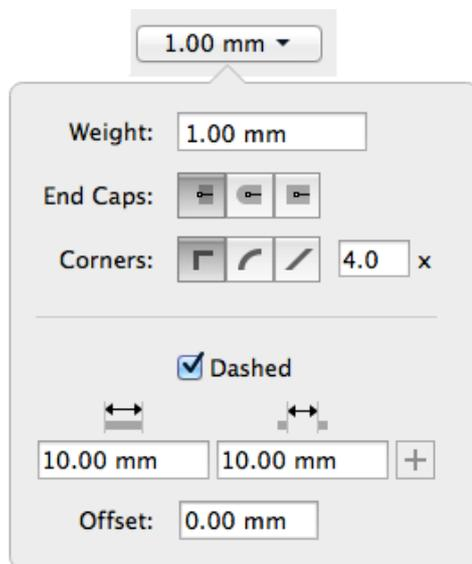 1.00 mm
Weight: 1.00 mm
End Caps:
Corners: 4.0 x
Dashed
10.00 mm 10.00 mm +
Offset: 0.00 mm